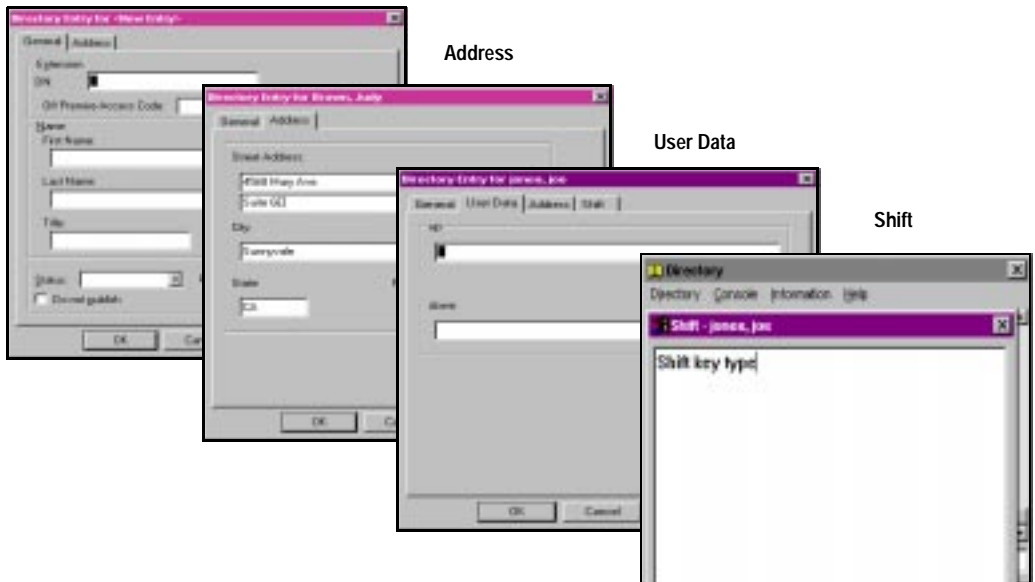 Directory Entry for <New Entry>
General Address
Extension
DN
Off Premise Access Code:
Name
First Name:
Last Name:
Title:
Status:
Do not publish
OK
Address
Directory Entry for Brown, Judy
General Address
Street Address:
Mary Ave
City:
Sunnyvale
State:
CA
OK
User Data
Directory Entry for jones, joe
General User Data Address Shift
OK Cancel
Shift
Directory
Directory Console Information Help
Shift - jones, joe
Shift key type